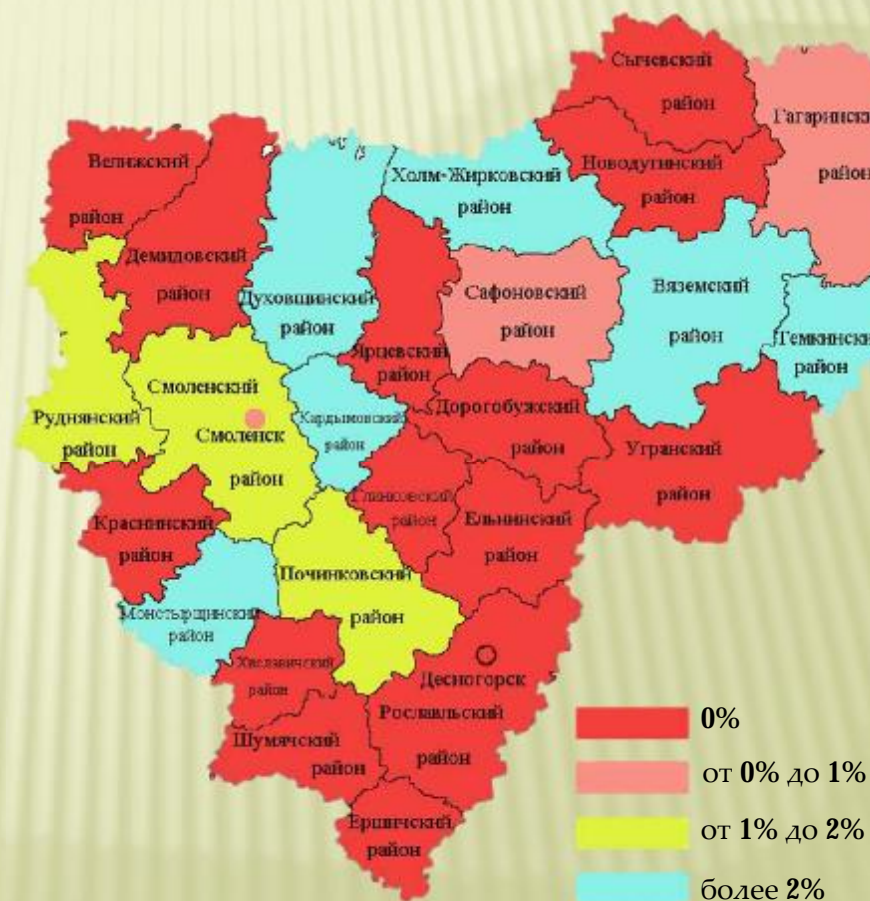 Сычевский
район
Гагаринск
район
Велижский
район
Холм-Жирковский
район
Новодугинский
район
Демидовский
район
Духовщинский
район
Сафоновский
район
Вяземский
район
Темкинск
район
Ярцевский
район
Смоленский
Смоленск
район
Руднянский
район
Кардымовский
район
Дорогобужский
район
Угранский
район
Глинковский
район
Ельнинский
район
Краснинский
район
Починковский
район
Монстырщинский
район
Хиславичский
район
Десногорск
Рославльский
район
Шумячский
район
Ершичский
район
0%
от 0% до 1%
от 1% до 2%
более 2%